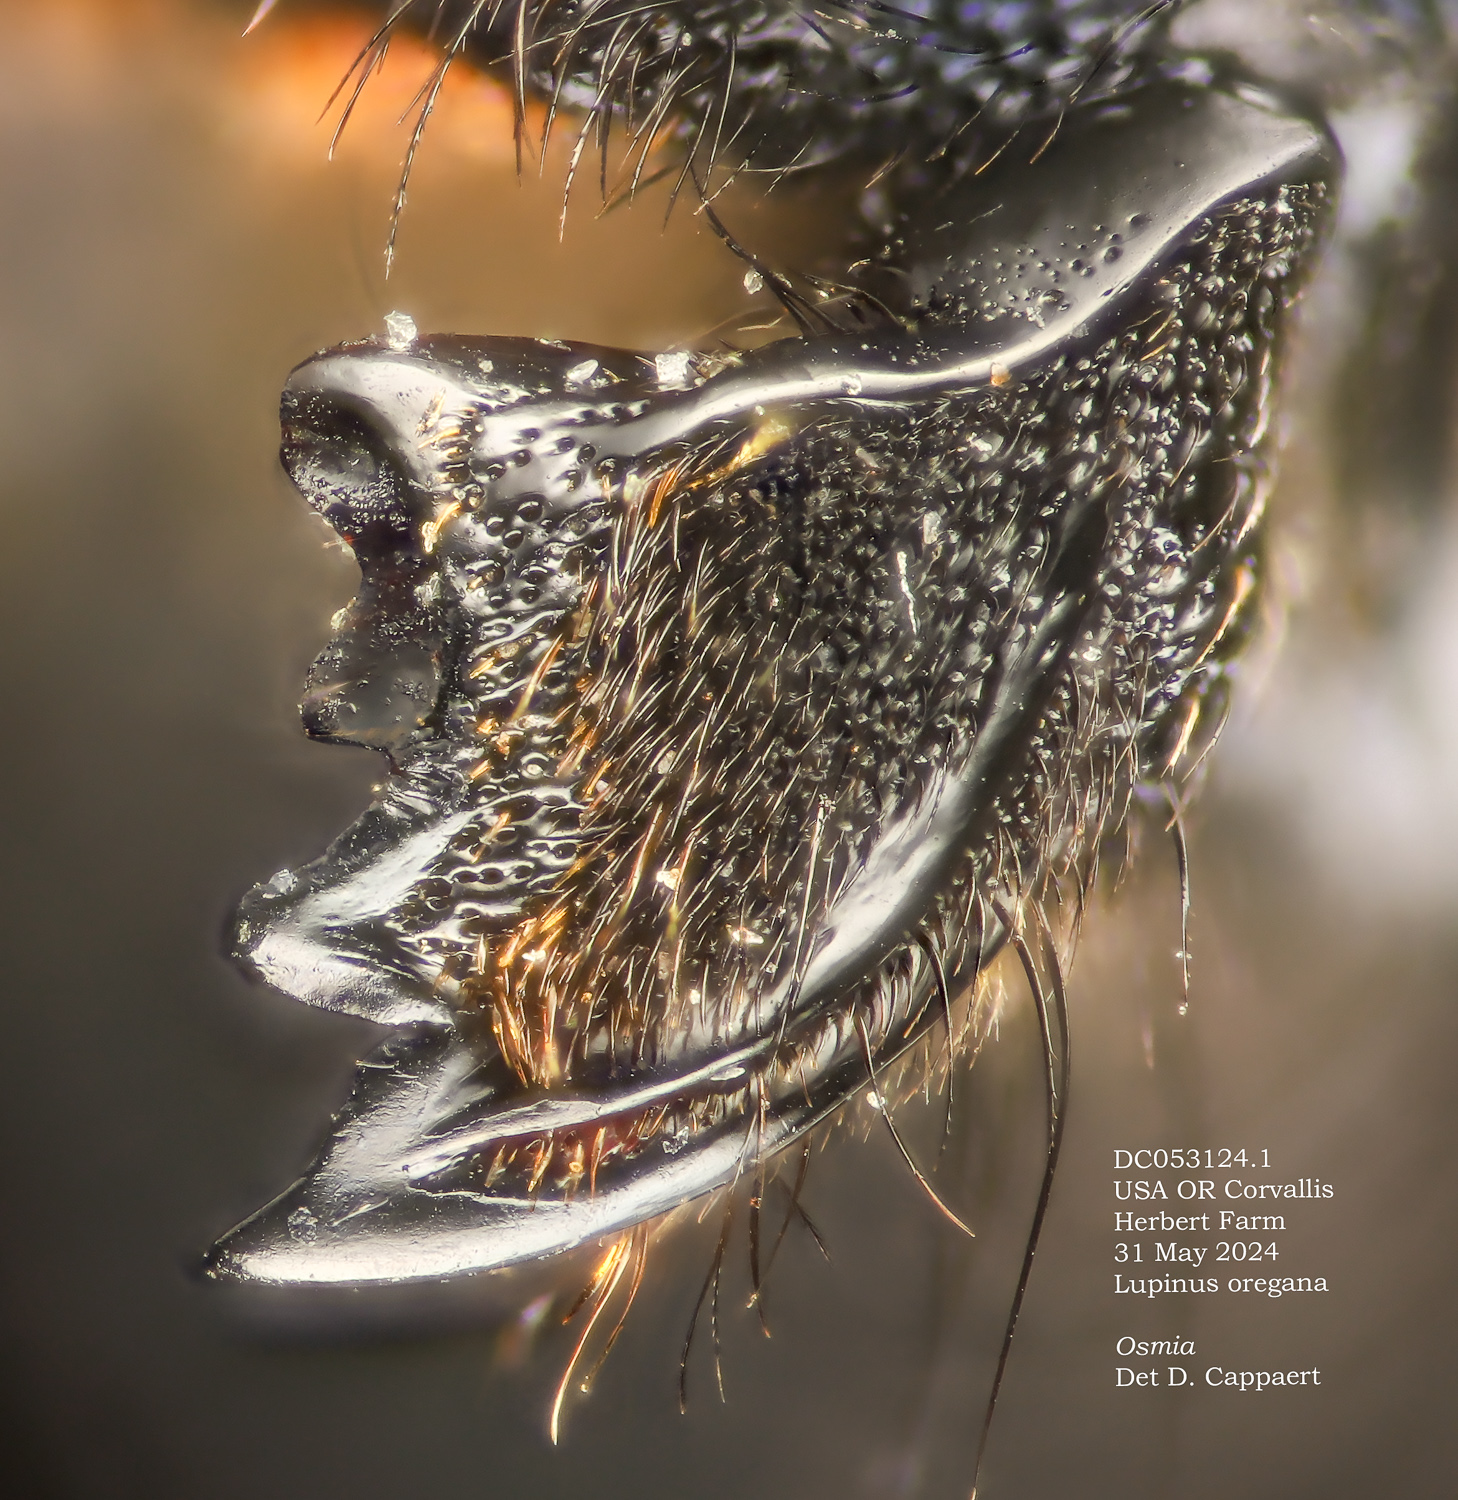 DC053124.1
USA OR Corvallis
Herbert Farm
31 May 2024
Lupinus oregana
Osmia
Det D. Cappaert